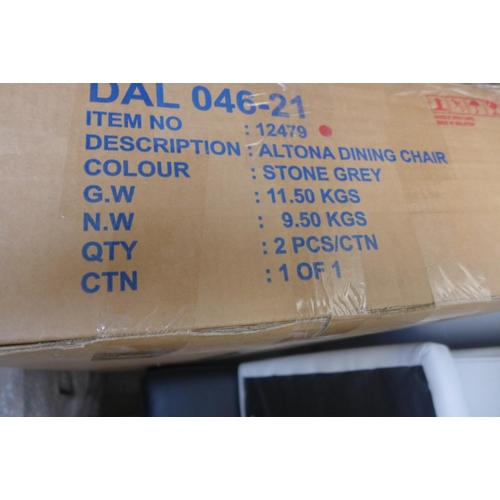 DAL 046-21
ITEM NO : 12479
DESCRIPTION : ALTONA DINING CHAIR
COLOUR : STONE GREY
G.W : 11.50 KGS
N.W : 9.50 KGS
QTY : 2 PCS/CTN
CTN : 1 OF 1